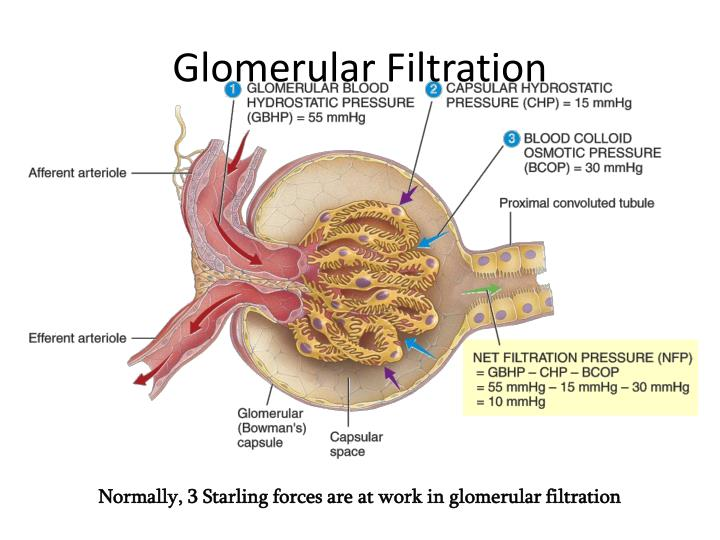 Glomerular Filtration
1 GLOMERULAR BLOOD
HYDROSTATIC PRESSURE
(GBHP) = 55 mmHg
2 CAPSULAR HYDROSTATIC
PRESSURE (CHP) = 15 mmHg
3 BLOOD COLLOID
OSMOTIC PRESSURE
(BCOP) = 30 mmHg
Afferent arteriole
Proximal convoluted tubule
Efferent arteriole
NET FILTRATION PRESSURE (NFP)
= GBHP – CHP – BCOP
= 55 mmHg – 15 mmHg – 30 mmHg
= 10 mmHg
Glomerular
(Bowman's)
capsule
Capsular
space
Normally, 3 Starling forces are at work in glomerular filtration